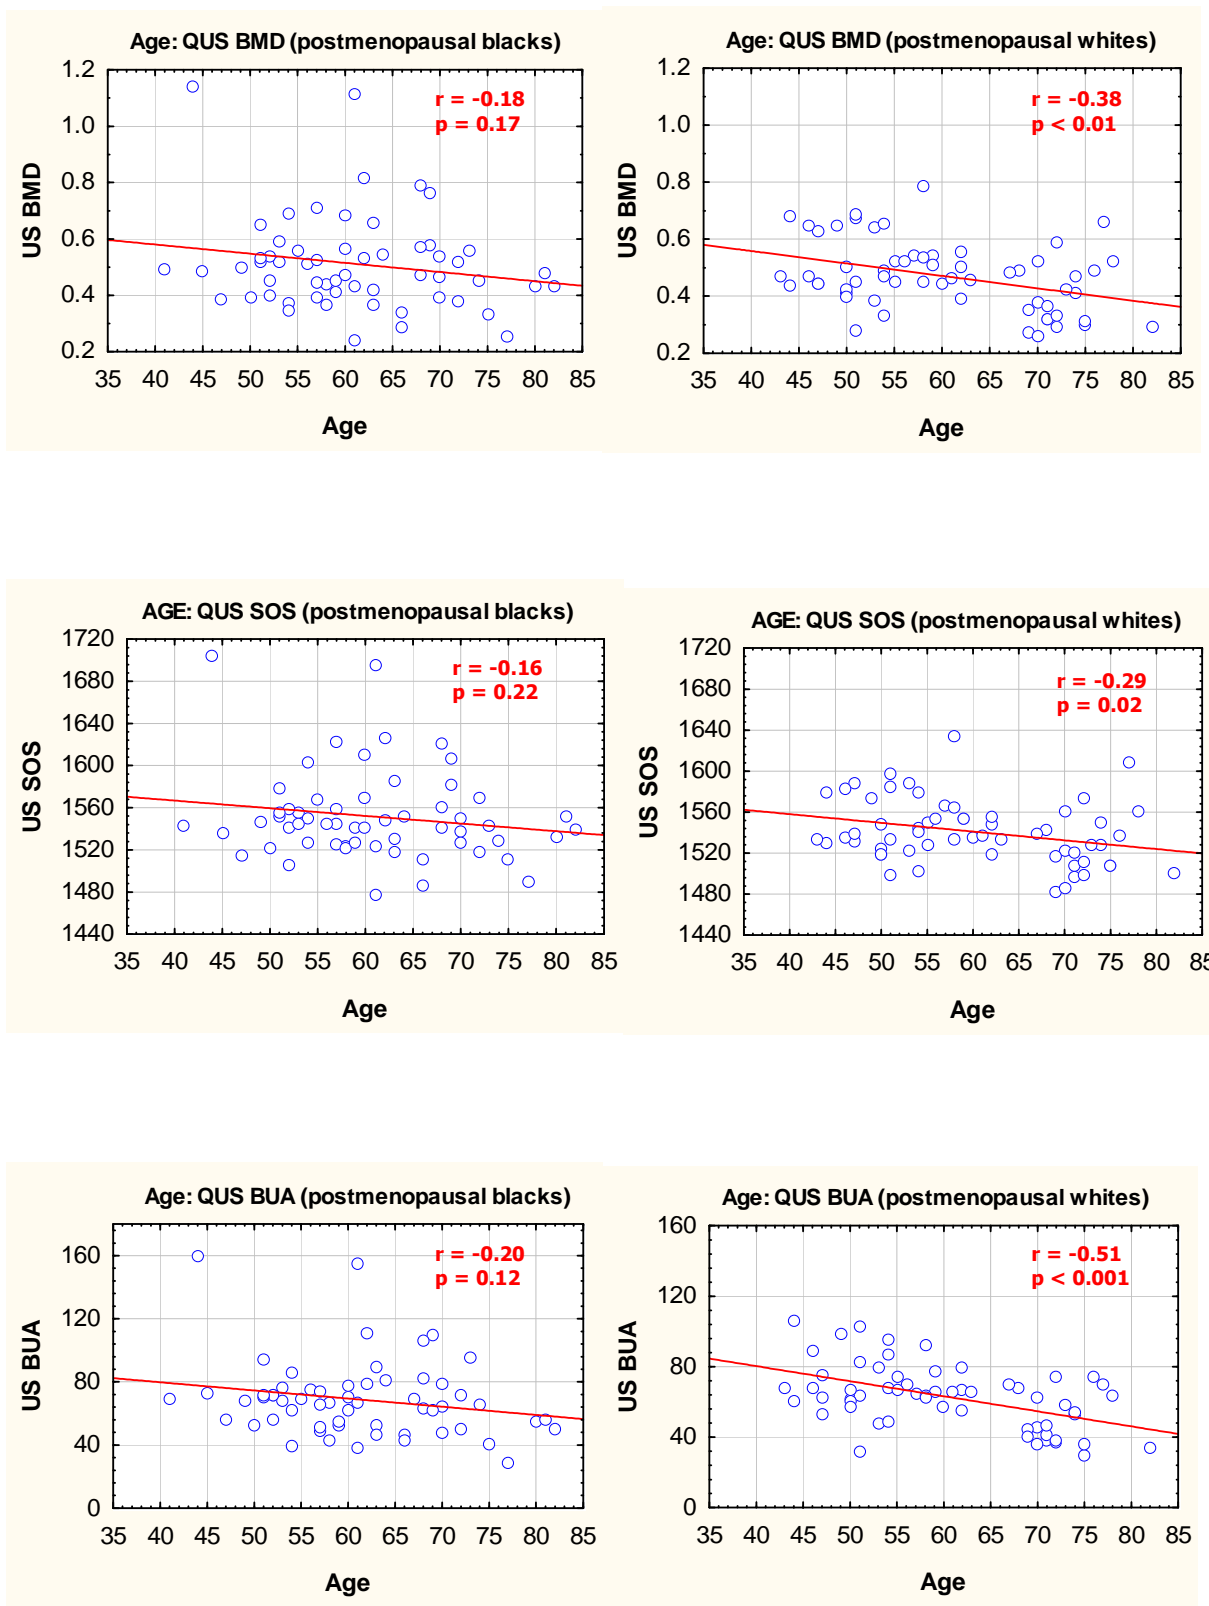 Age: QUS BMD (postmenopausal blacks)
1.2
1.0
0.8
0.6
0.4
0.2
US BMD
r = -0.18
p = 0.17
35 40 45 50 55 60 65 70 75 80 85
Age
Age: QUS BMD (postmenopausal whites)
1.2
1.0
0.8
0.6
0.4
0.2
US BMD
r = -0.38
p < 0.01
35 40 45 50 55 60 65 70 75 80 85
Age
AGE: QUS SOS (postmenopausal blacks)
1720
1680
1640
1600
1560
1520
1480
1440
US SOS
r = -0.16
p = 0.22
35 40 45 50 55 60 65 70 75 80 85
Age
AGE: QUS SOS (postmenopausal whites)
1720
1680
1640
1600
1560
1520
1480
1440
US SOS
r = -0.29
p = 0.02
35 40 45 50 55 60 65 70 75 80 85
Age
Age: QUS BUA (postmenopausal blacks)
160
120
80
40
0
US BUA
r = -0.20
p = 0.12
35 40 45 50 55 60 65 70 75 80 85
Age
Age: QUS BUA (postmenopausal whites)
160
120
80
40
0
US BUA
r = -0.51
p < 0.001
35 40 45 50 55 60 65 70 75 80 85
Age